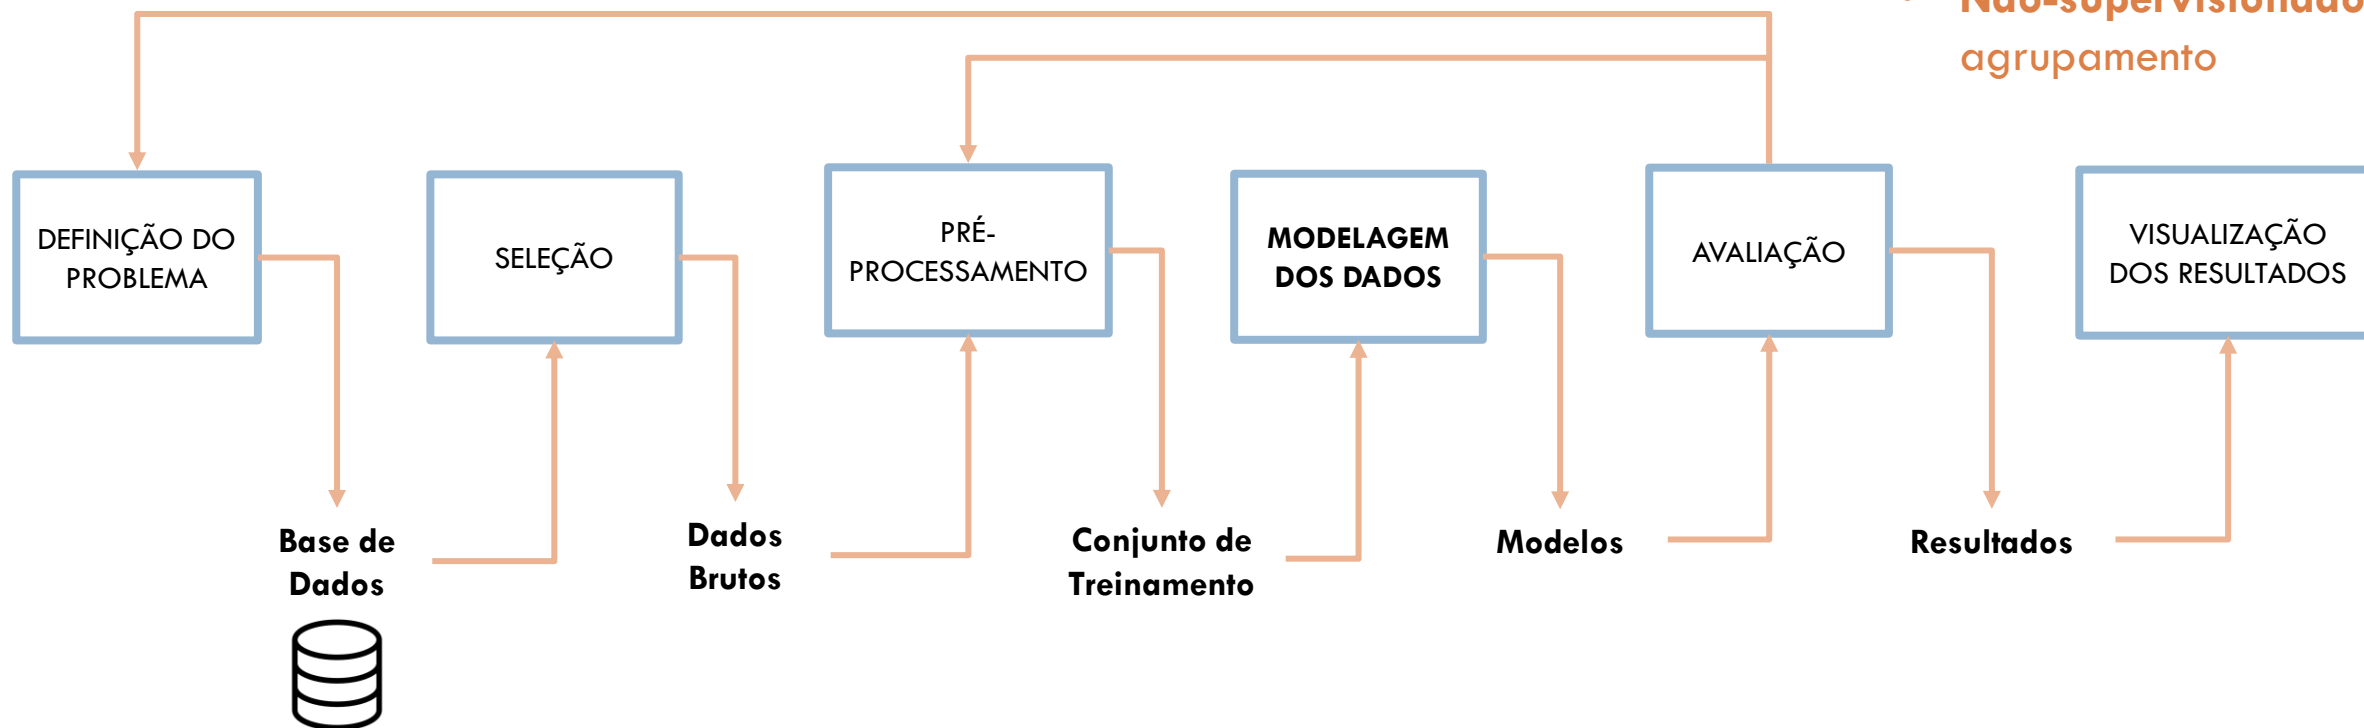 Não-supervisionado
agrupamento
DEFINIÇÃO DO
PROBLEMA
SELEÇÃO
PRÉ-
PROCESSAMENTO
MODELAGEM
DOS DADOS
AVALIAÇÃO
VISUALIZAÇÃO
DOS RESULTADOS
Base de
Dados
Dados
Brutos
Conjunto de
Treinamento
Modelos
Resultados